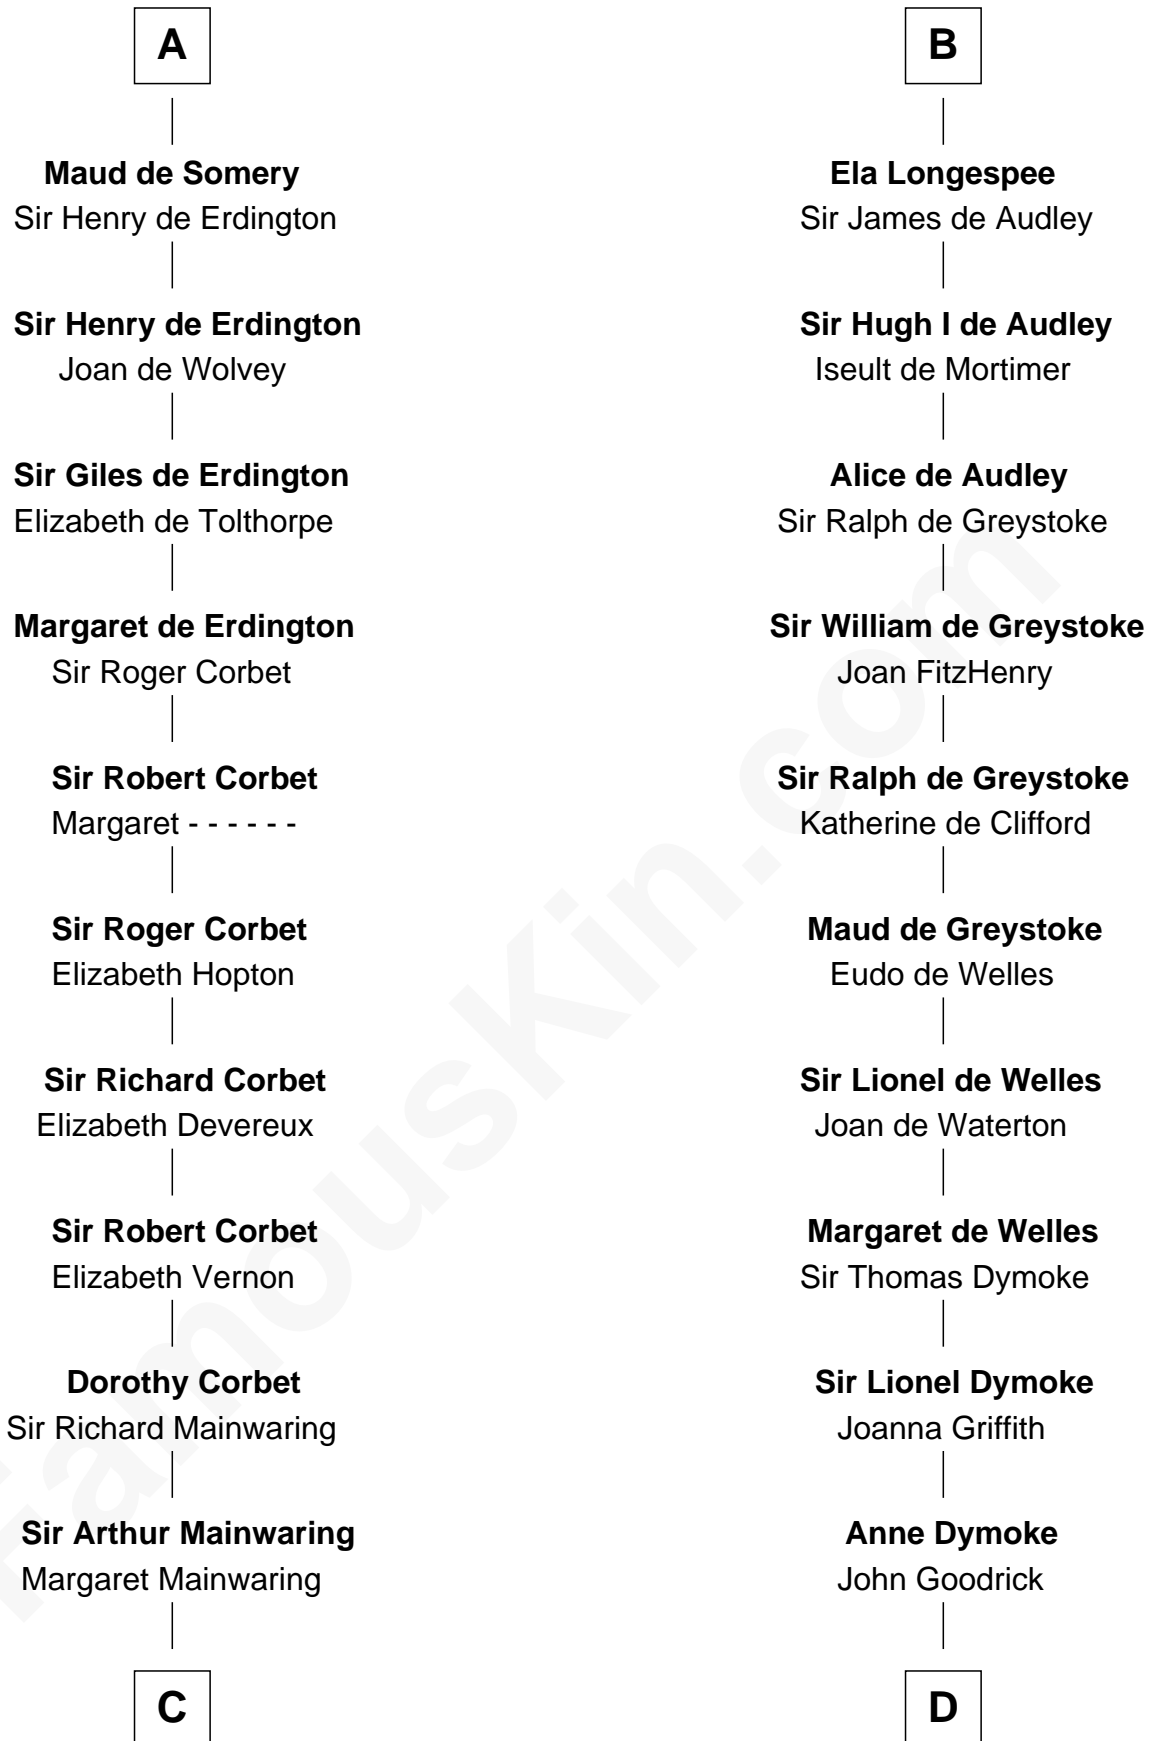 A
Maud de Somery
Sir Henry de Erdington
Sir Henry de Erdington
Joan de Wolvey
Sir Giles de Erdington
Elizabeth de Tolthorpe
Margaret de Erdington
Sir Roger Corbet
Sir Robert Corbet
Margaret - - - - - -
Sir Roger Corbet
Elizabeth Hopton
Sir Richard Corbet
Elizabeth Devereux
Sir Robert Corbet
Elizabeth Vernon
Dorothy Corbet
Sir Richard Mainwaring
Sir Arthur Mainwaring
Margaret Mainwaring
C
B
Ela Longespee
Sir James de Audley
Sir Hugh I de Audley
Iseult de Mortimer
Alice de Audley
Sir Ralph de Greystoke
Sir William de Greystoke
Joan FitzHenry
Sir Ralph de Greystoke
Katherine de Clifford
Maud de Greystoke
Eudo de Welles
Sir Lionel de Welles
Joan de Waterton
Margaret de Welles
Sir Thomas Dymoke
Sir Lionel Dymoke
Joanna Griffith
Anne Dymoke
John Goodrick
D
FamousKin.com